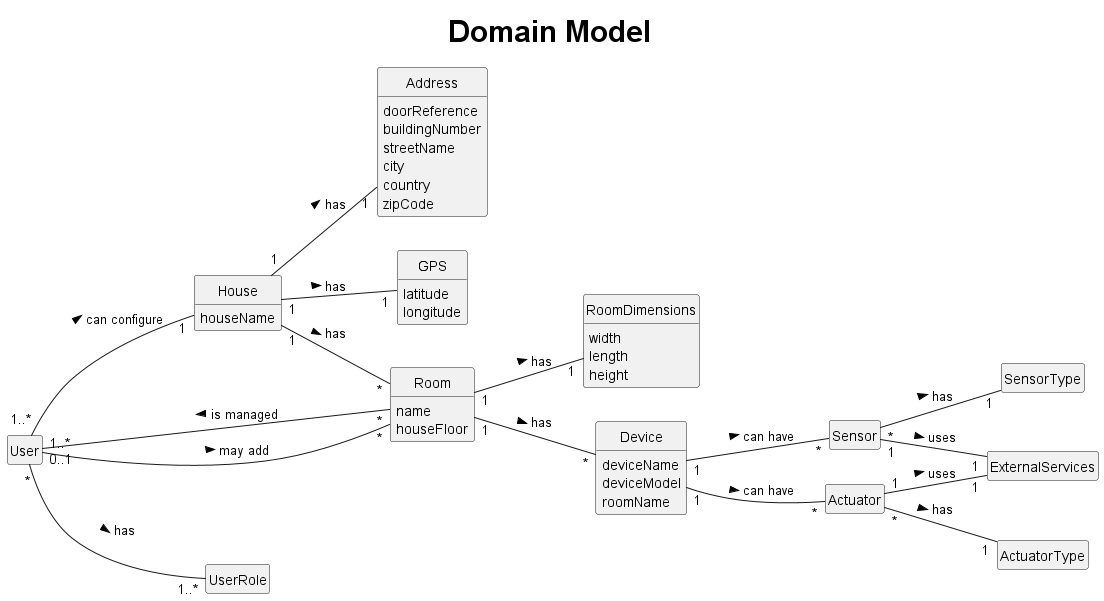 Domain Model
Address
doorReference
buildingNumber
streetName
city
country
zipCode
has
1
1
GPS
latitude
longitude
has
1
1
House
houseName
can configure
1
1..*
has
1
*
RoomDimensions
width
length
height
has
1
1
Room
name
houseFloor
is managed
*
1..*
may add
*
0..1
User
*
has
1..*
UserRole
has
1
*
Device
deviceName
deviceModel
roomName
can have
1
*
Sensor
has
*
1
SensorType
uses
1
1
ExternalServices
can have
1
*
Actuator
uses
1
1
has
*
1
ActuatorType